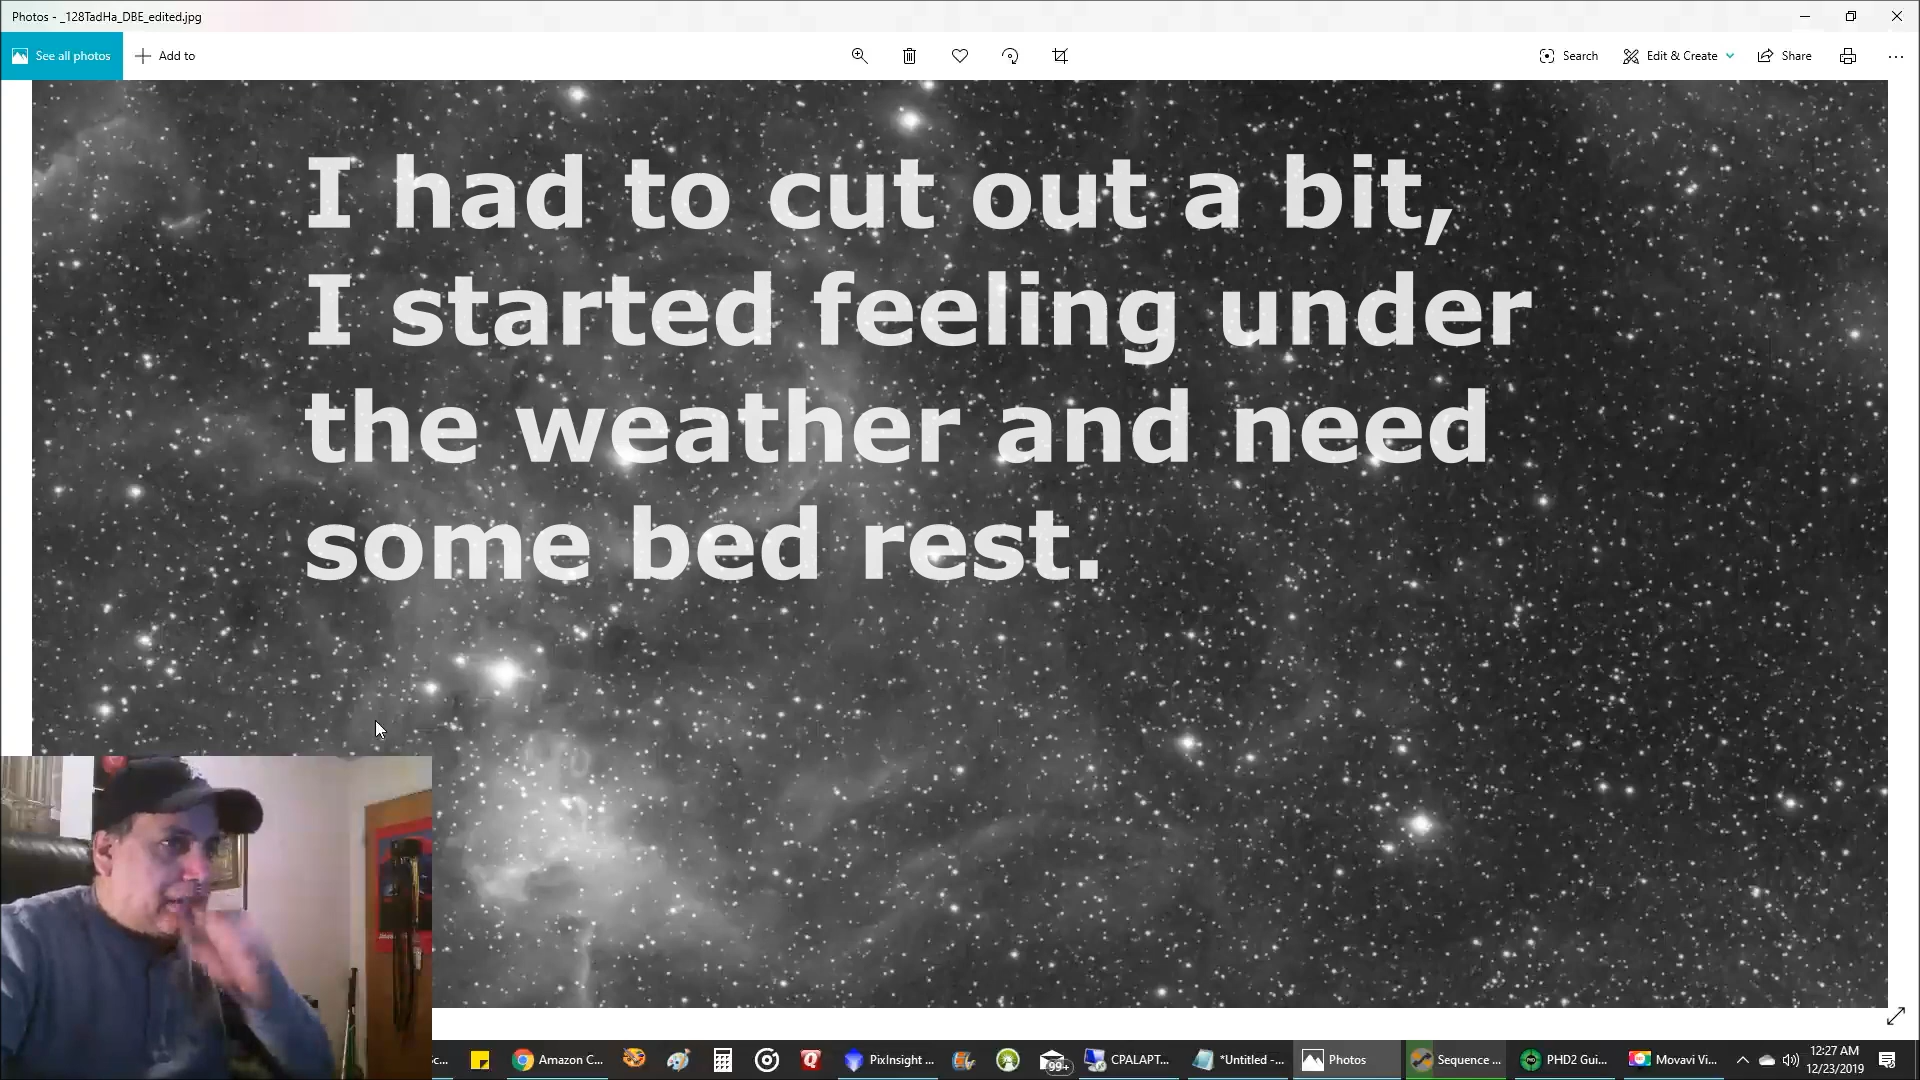 Photos - _128TadHa_DBE_edited.jpg
See all photos
Add to
Search
Edit & Create
Share
I had to cut out a bit,
I started feeling under
the weather and need
some bed rest.
c...
Amazon C...
PixInsight ...
99+
CPALAPT...
*Untitled -...
Photos
Sequence ...
PHD2 Gui...
Movavi Vi...
12:27 AM
12/23/2019